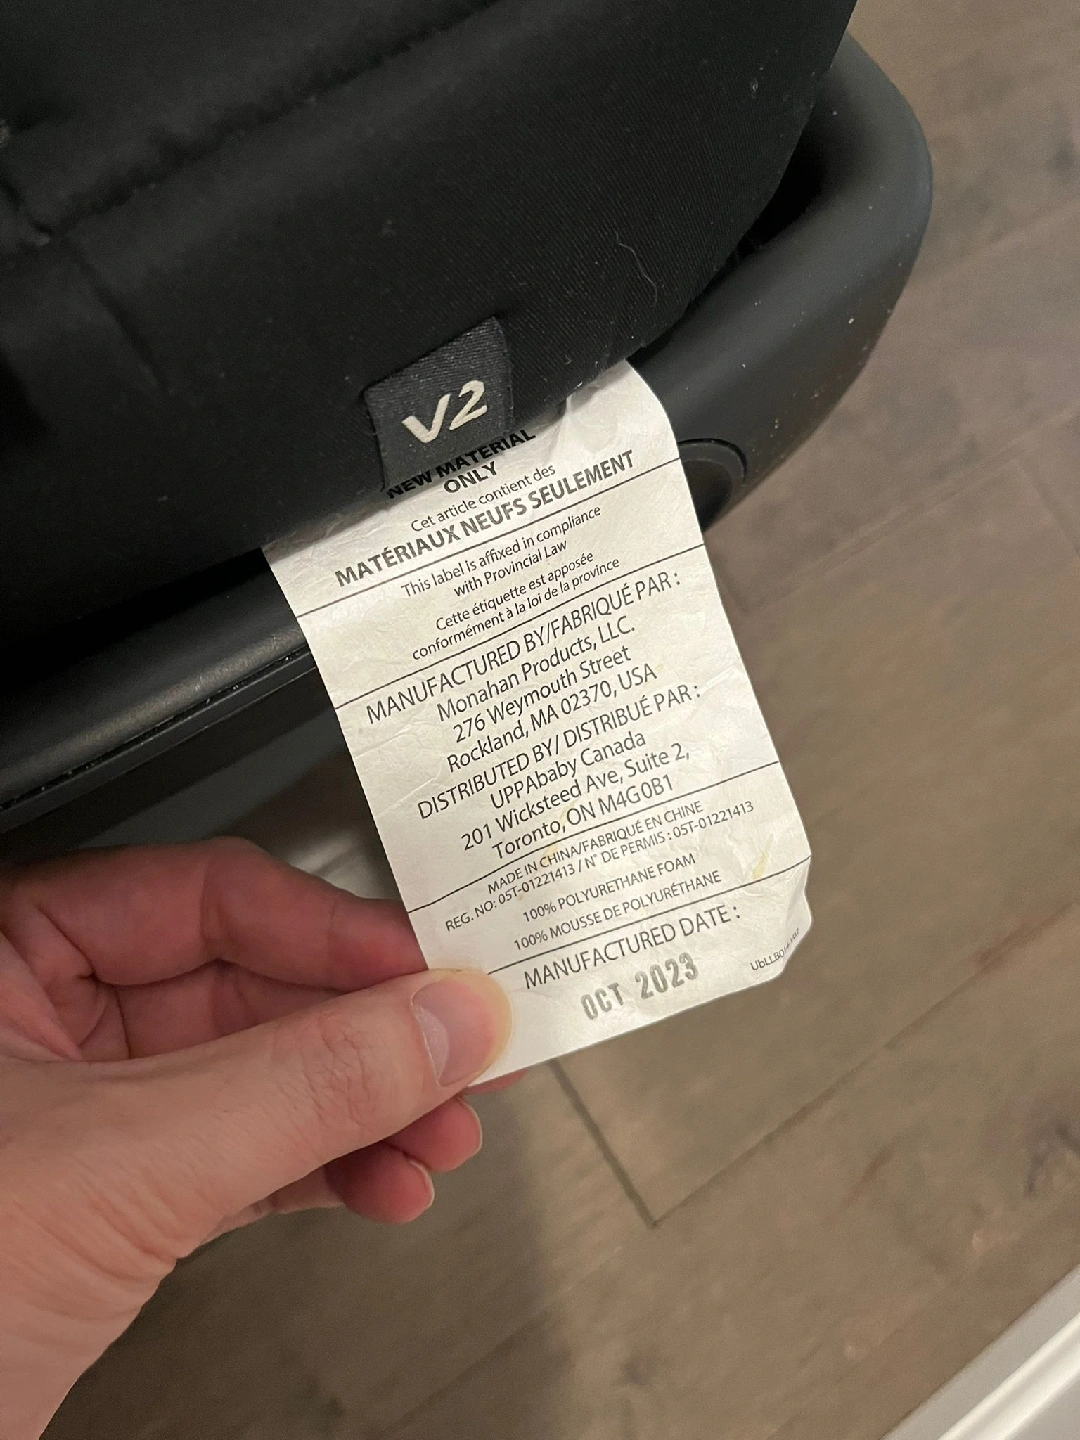 V2
NEW MATERIAL
ONLY
Cet article contient des
MATÉRIAUX NEUFS SEULEMENT
This label is affixed in compliance
with Provincial Law
Cette étiquette est apposée
conformément à la loi de la province
MANUFACTURED BY/FABRIQUÉ PAR :
Monahan Products, LLC.
276 Weymouth Street
Rockland, MA 02370, USA
DISTRIBUTED BY/ DISTRIBUÉ PAR :
UPPAbaby Canada
201 Wicksteed Ave, Suite 2,
Toronto, ON M4G0B1
MADE IN CHINA/FABRIQUÉ EN CHINE
REG. NO: 05T-01221413 / N° DE PERMIS : 05T-01221413
100% POLYURETHANE FOAM
100% MOUSSE DE POLYURÉTHANE
MANUFACTURED DATE :
OCT 2023